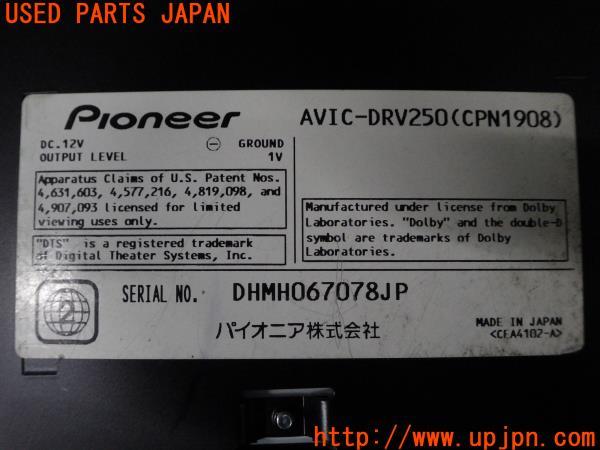 USED PARTS JAPAN
Pioneer
AVIC-DRV250(CPN1908)
DC.12V ⊖ GROUND
OUTPUT LEVEL 1V
Apparatus Claims of U.S. Patent Nos.
4,631,603, 4,577,216, 4,819,098, and
4,907,093 licensed for limited
viewing uses only.
"DTS" is a registered trademark
of Digital Theater Systems, Inc.
Manufactured under license from Dolby
Laboratories. "Dolby" and the double-D
symbol are trademarks of Dolby
Laboratories.
2
SERIAL NO. DHMH067078JP
パイオニア株式会社
MADE IN JAPAN
<CEA4102-A>
http://www.upjpn.com